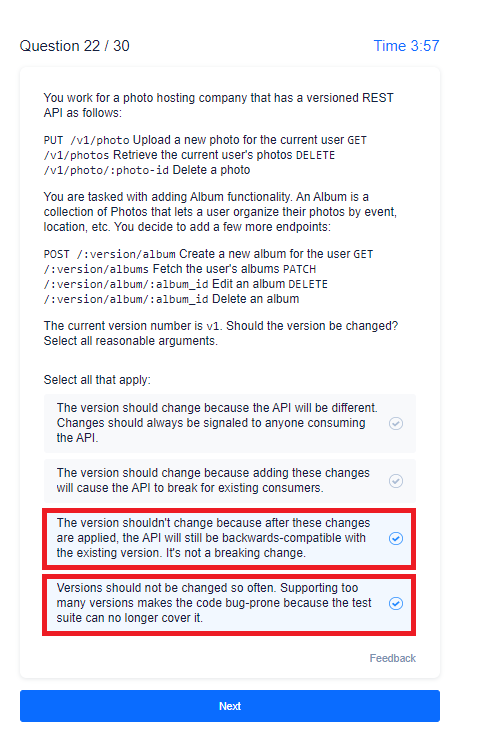 Question 22 / 30
Time 3:57
You work for a photo hosting company that has a versioned REST
API as follows:
PUT /v1/photo Upload a new photo for the current user GET
/v1/photos Retrieve the current user's photos DELETE
/v1/photo/:photo-id Delete a photo
You are tasked with adding Album functionality. An Album is a
collection of Photos that lets a user organize their photos by event,
location, etc. You decide to add a few more endpoints:
POST /:version/album Create a new album for the user GET
/:version/albums Fetch the user's albums PATCH
/:version/album/:album_id Edit an album DELETE
/:version/album/:album_id Delete an album
The current version number is v1. Should the version be changed?
Select all reasonable arguments.
Select all that apply:
The version should change because the API will be different.
Changes should always be signaled to anyone consuming
the API.
The version should change because adding these changes
will cause the API to break for existing consumers.
The version shouldn't change because after these changes
are applied, the API will still be backwards-compatible with
the existing version. It's not a breaking change.
Versions should not be changed so often. Supporting too
many versions makes the code bug-prone because the test
suite can no longer cover it.
Feedback
Next